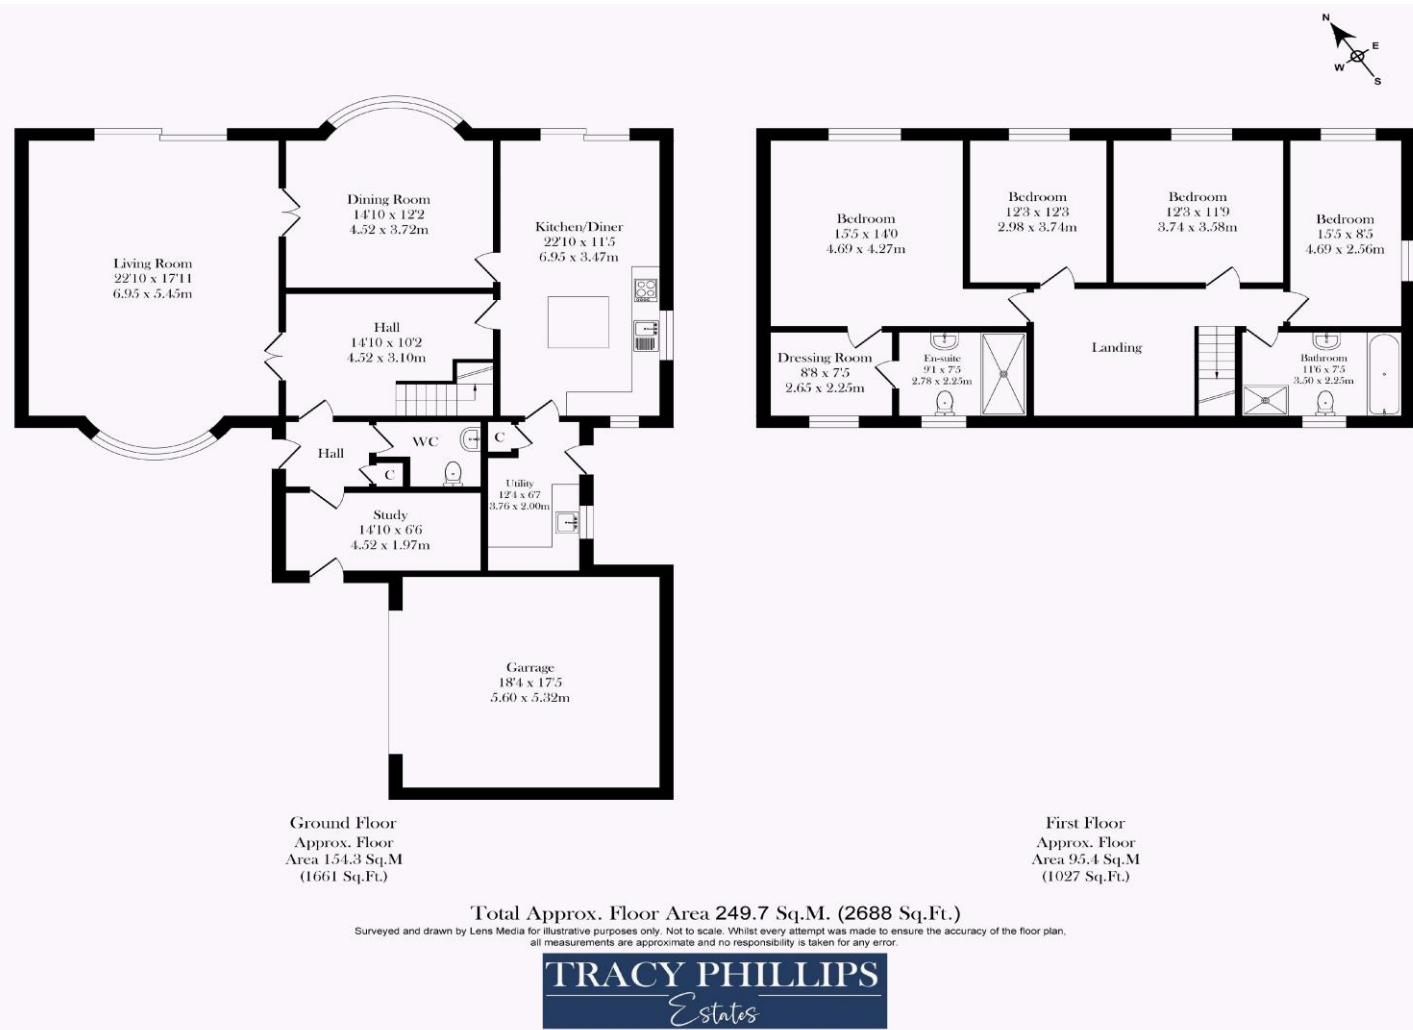 N
E
W
S
Living Room
22'10 x 17'11
6.95 x 5.45m
Dining Room
14'10 x 12'2
4.52 x 3.72m
Kitchen/Diner
22'10 x 11'5
6.95 x 3.47m
Hall
14'10 x 10'2
4.52 x 3.10m
Hall
WC
C
C
Utility
12'4 x 6'7
3.76 x 2.00m
Study
14'10 x 6'6
4.52 x 1.97m
Garrage
18'4 x 17'5
5.60 x 5.32m
Bedroom
15'5 x 14'0
4.69 x 4.27m
Bedroom
12'3 x 12'3
2.98 x 3.74m
Bedroom
12'3 x 11'9
3.74 x 3.58m
Bedroom
15'5 x 8'5
4.69 x 2.56m
Dressing Room
8'8 x 7'5
2.65 x 2.25m
En-suite
9'1 x 7'5
2.78 x 2.25m
Landing
Bathroom
11'6 x 7'5
3.50 x 2.25m
Ground Floor
Approx. Floor
Area 154.3 Sq.M
(1661 Sq.Ft.)
First Floor
Approx. Floor
Area 95.4 Sq.M
(1027 Sq.Ft.)
Total Approx. Floor Area 249.7 Sq.M. (2688 Sq.Ft.)
Surveyed and drawn by Lens Media for illustrative purposes only. Not to scale. Whilst every attempt was made to ensure the accuracy of the floor plan,
all measurements are approximate and no responsibility is taken for any error.
TRACY PHILLIPS
Estates